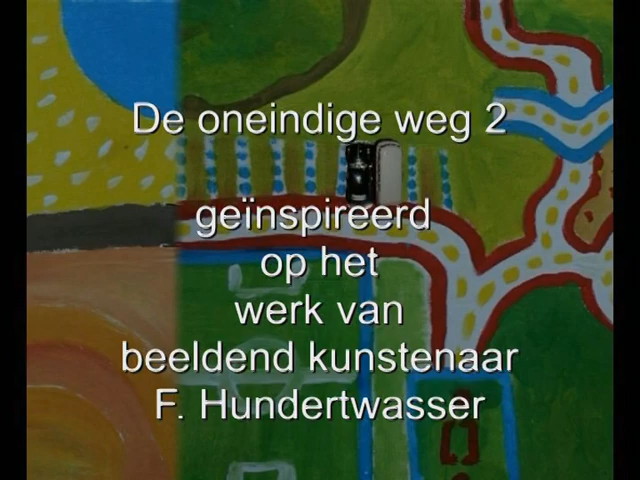 De oneindige weg 2
geïnspireerd
op het
werk van
beeldend kunstenaar
F. Hundertwasser